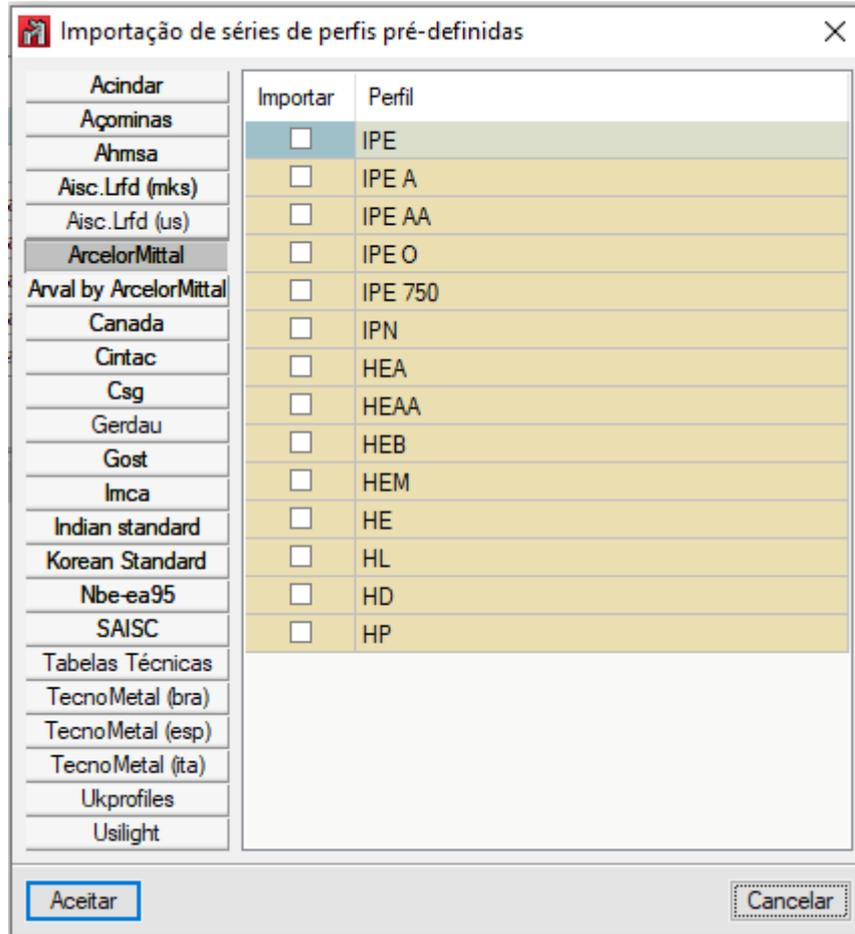 Importação de séries de perfis pré-definidas
Acindar
Açominas
Ahmsa
Aisc.Lrfd (mks)
Aisc.Lrfd (us)
ArcelorMittal
Arval by ArcelorMittal
Canada
Cintac
Csg
Gerdau
Gost
Imca
Indian standard
Korean Standard
Nbe-ea95
SAISC
Tabelas Técnicas
TecnoMetal (bra)
TecnoMetal (esp)
TecnoMetal (ita)
Ukprofiles
Usilight
Importar Perfil
IPE
IPE A
IPE AA
IPE O
IPE 750
IPN
HEA
HEAA
HEB
HEM
HE
HL
HD
HP
Aceitar Cancelar